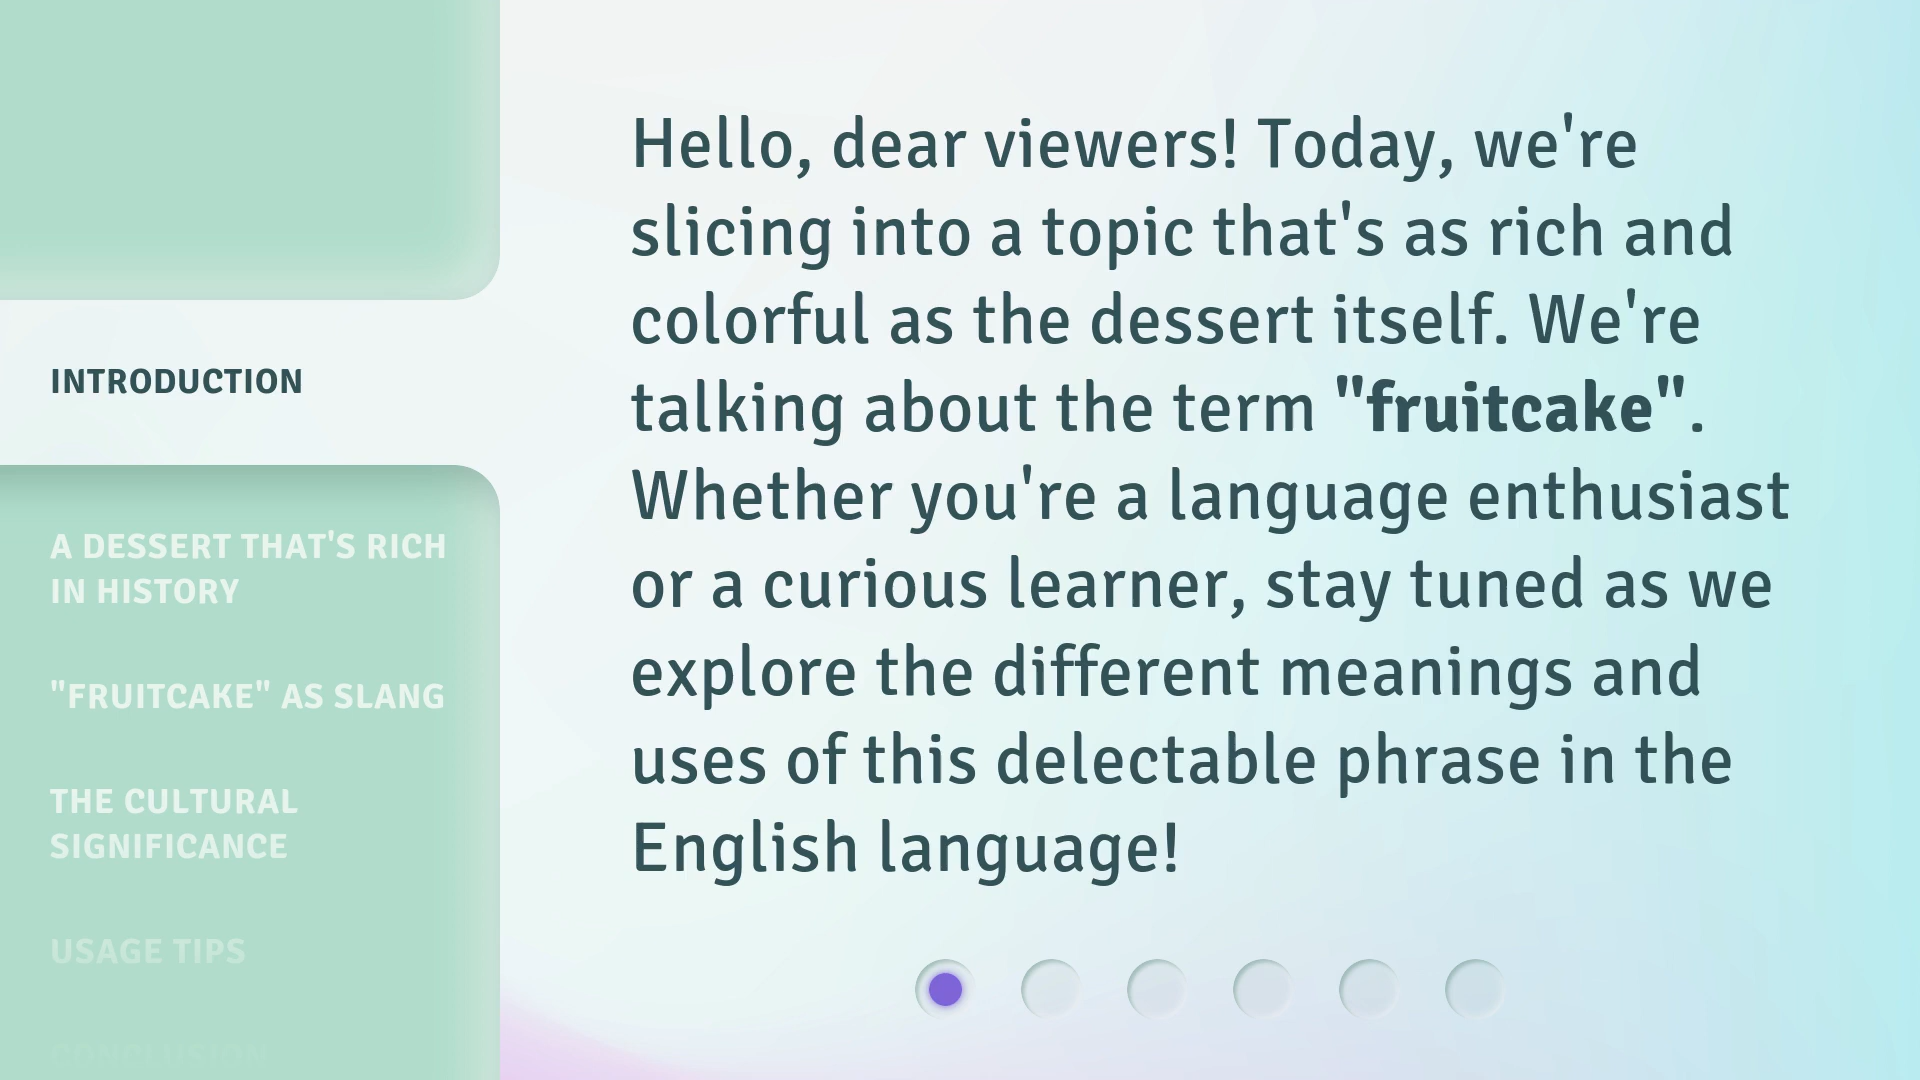 INTRODUCTION
A DESSERT THAT'S RICH
IN HISTORY
"FRUITCAKE" AS SLANG
THE CULTURAL
SIGNIFICANCE
USAGE TIPS
CONCLUSION
Hello, dear viewers! Today, we're
slicing into a topic that's as rich and
colorful as the dessert itself. We're
talking about the term "fruitcake".
Whether you're a language enthusiast
or a curious learner, stay tuned as we
explore the different meanings and
uses of this delectable phrase in the
English language!